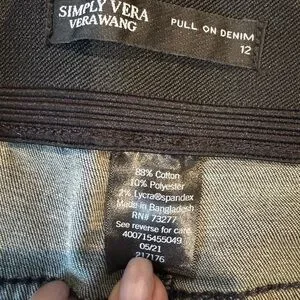 SIMPLY VERA
VERAWANG
PULL ON DENIM
12
88% Cotton
10% Polyester
2% Lycra®spandex
Made in Bangladesh
RN# 73277
See reverse for care
400715455049
05/21
217176